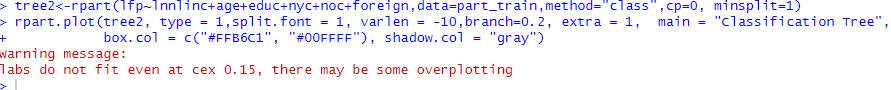 > tree2<-rpart(lfp~lnnlinc+age+educ+nyc+noc+foreign,data=part_train,method="class",cp=0, minsplit=1)
> rpart.plot(tree2, type = 1,split.font = 1, varlen = -10,branch=0.2, extra = 1,  main = "Classification Tree",
+            box.col = c("#FFB6C1", "#00FFFF"), shadow.col = "gray")
Warning message:
labs do not fit even at cex 0.15, there may be some overplotting
>